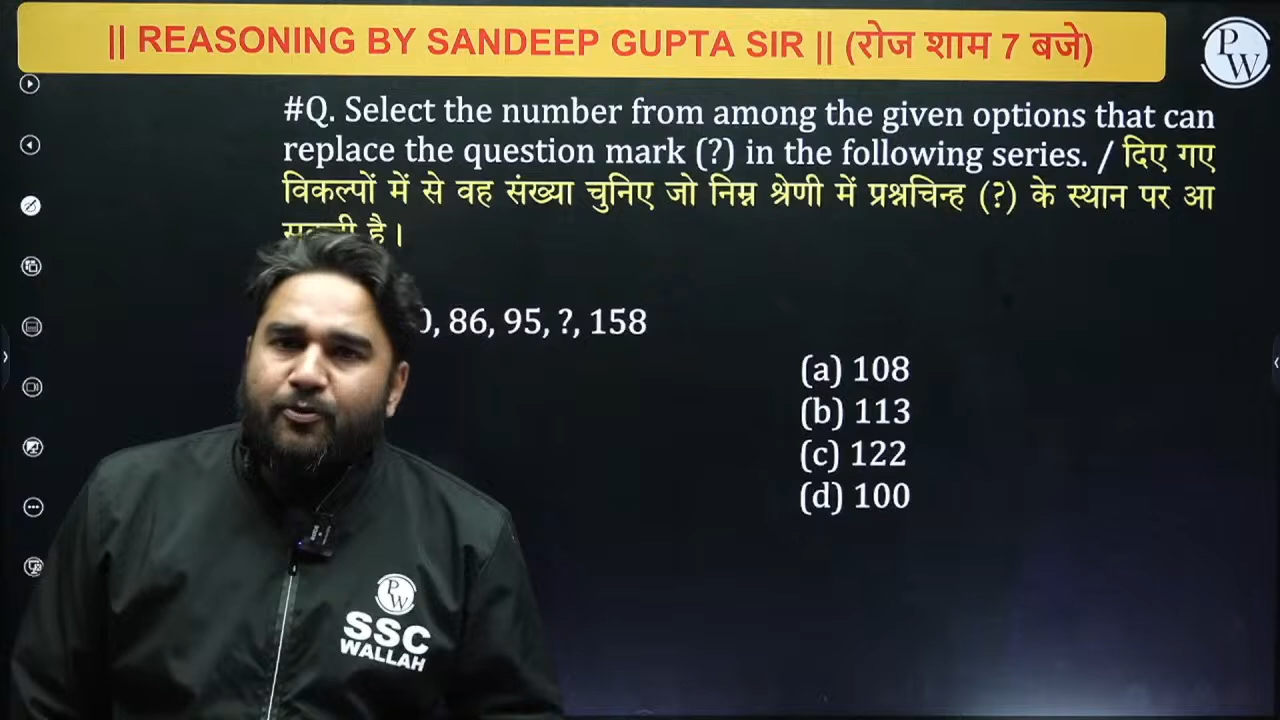 || REASONING BY SANDEEP GUPTA SIR || (रोज शाम 7 बजे)
PW
#Q. Select the number from among the given options that can
replace the question mark (?) in the following series. / दिए गए
विकल्पों में से वह संख्या चुनिए जो निम्न श्रेणी में प्रश्नचिन्ह (?) के स्थान पर आ
है।
0, 86, 95, ?, 158
(a) 108
(b) 113
(c) 122
(d) 100
PW
SSC
WALLAH